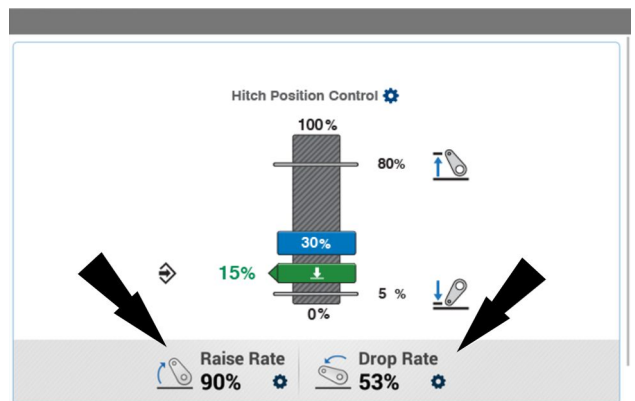 Hitch Position Control
100%
80%
30%
15%
5 %
0%
Raise Rate
90%
Drop Rate
53%